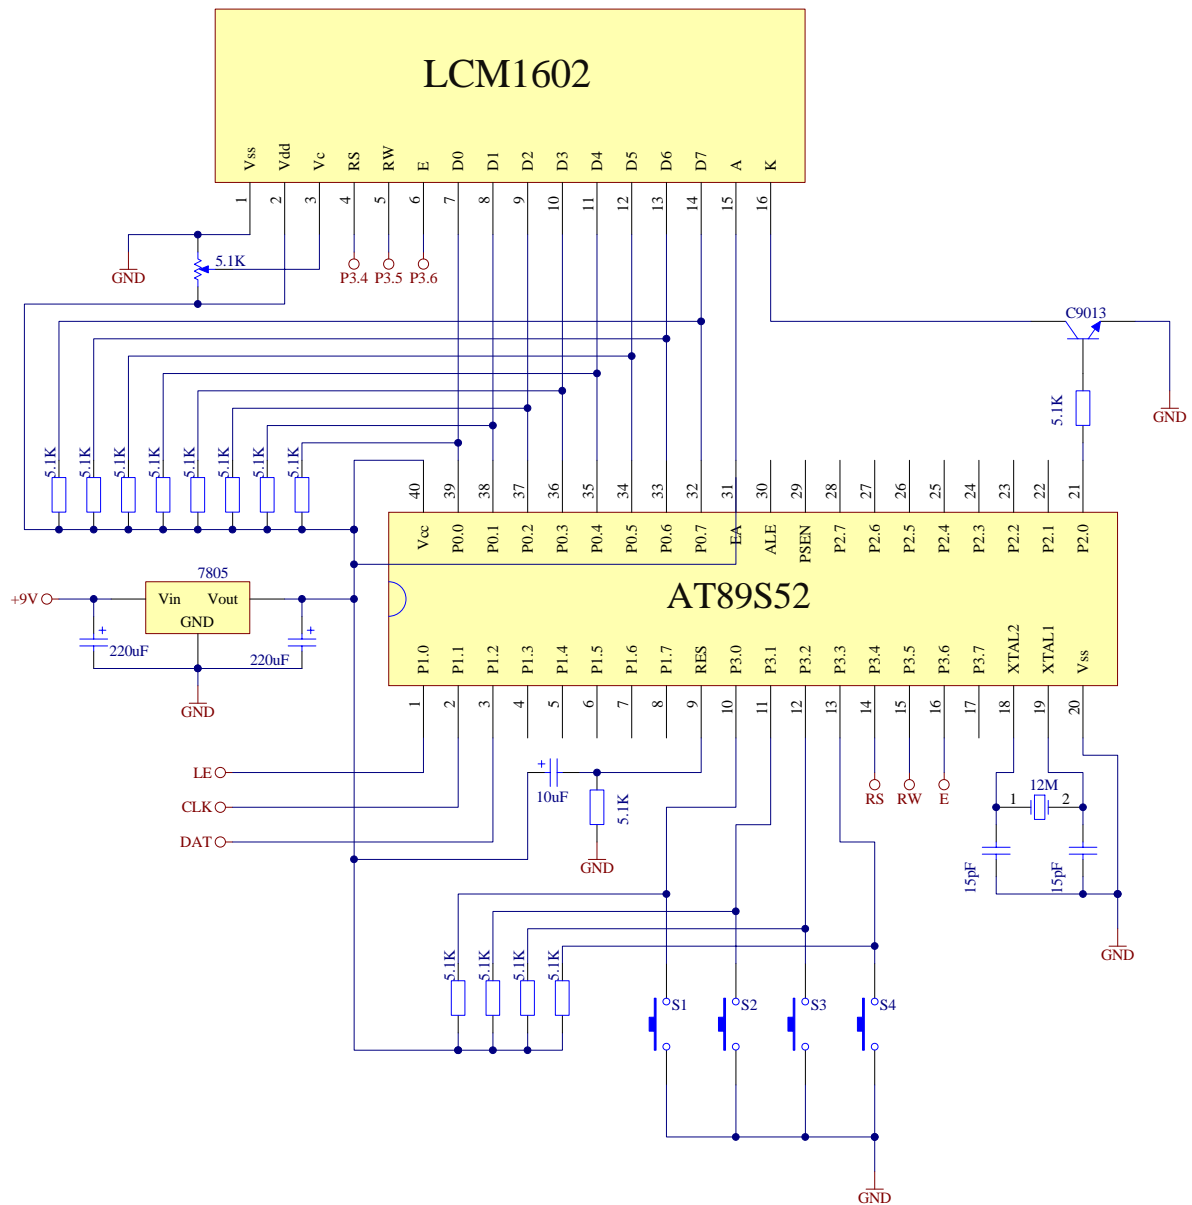 LCM1602
Vss Vdd Vc RS RW E D0 D1 D2 D3 D4 D5 D6 D7 A K
1 2 3 4 5 6 7 8 9 10 11 12 13 14 15 16
GND 5.1K P3.4 P3.5 P3.6
C9013
5.1K
GND
5.1K 5.1K 5.1K 5.1K 5.1K 5.1K 5.1K 5.1K
40 39 38 37 36 35 34 33 32 31 30 29 28 27 26 25 24 23 22 21
Vcc P0.0 P0.1 P0.2 P0.3 P0.4 P0.5 P0.6 P0.7 EA ALE PSEN P2.7 P2.6 P2.5 P2.4 P2.3 P2.2 P2.1 P2.0
AT89S52
7805
+9V Vin Vout
GND
220uF 220uF
GND
P1.0 P1.1 P1.2 P1.3 P1.4 P1.5 P1.6 P1.7 RES P3.0 P3.1 P3.2 P3.3 P3.4 P3.5 P3.6 P3.7 XTAL2 XTAL1 Vss
1 2 3 4 5 6 7 8 9 10 11 12 13 14 15 16 17 18 19 20
LE
CLK
DAT
+ 10uF 5.1K
GND
RS RW E
12M
1 2
15pF 15pF
GND
5.1K 5.1K 5.1K 5.1K
S1 S2 S3 S4
GND